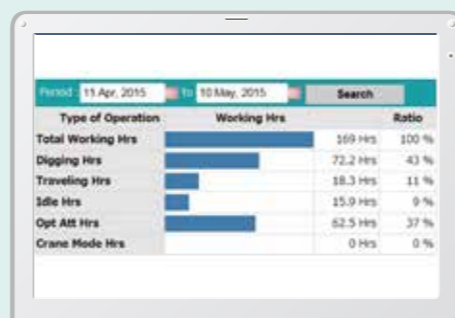 Period : 11 Apr, 2015 to 10 May, 2015 Search
Type of Operation Working Hrs Ratio
Total Working Hrs 169 Hrs 100 %
Digging Hrs 72.2 Hrs 43 %
Traveling Hrs 18.3 Hrs 11 %
Idle Hrs 15.9 Hrs 9 %
Opt Att Hrs 62.5 Hrs 37 %
Crane Mode Hrs 0 Hrs 0 %